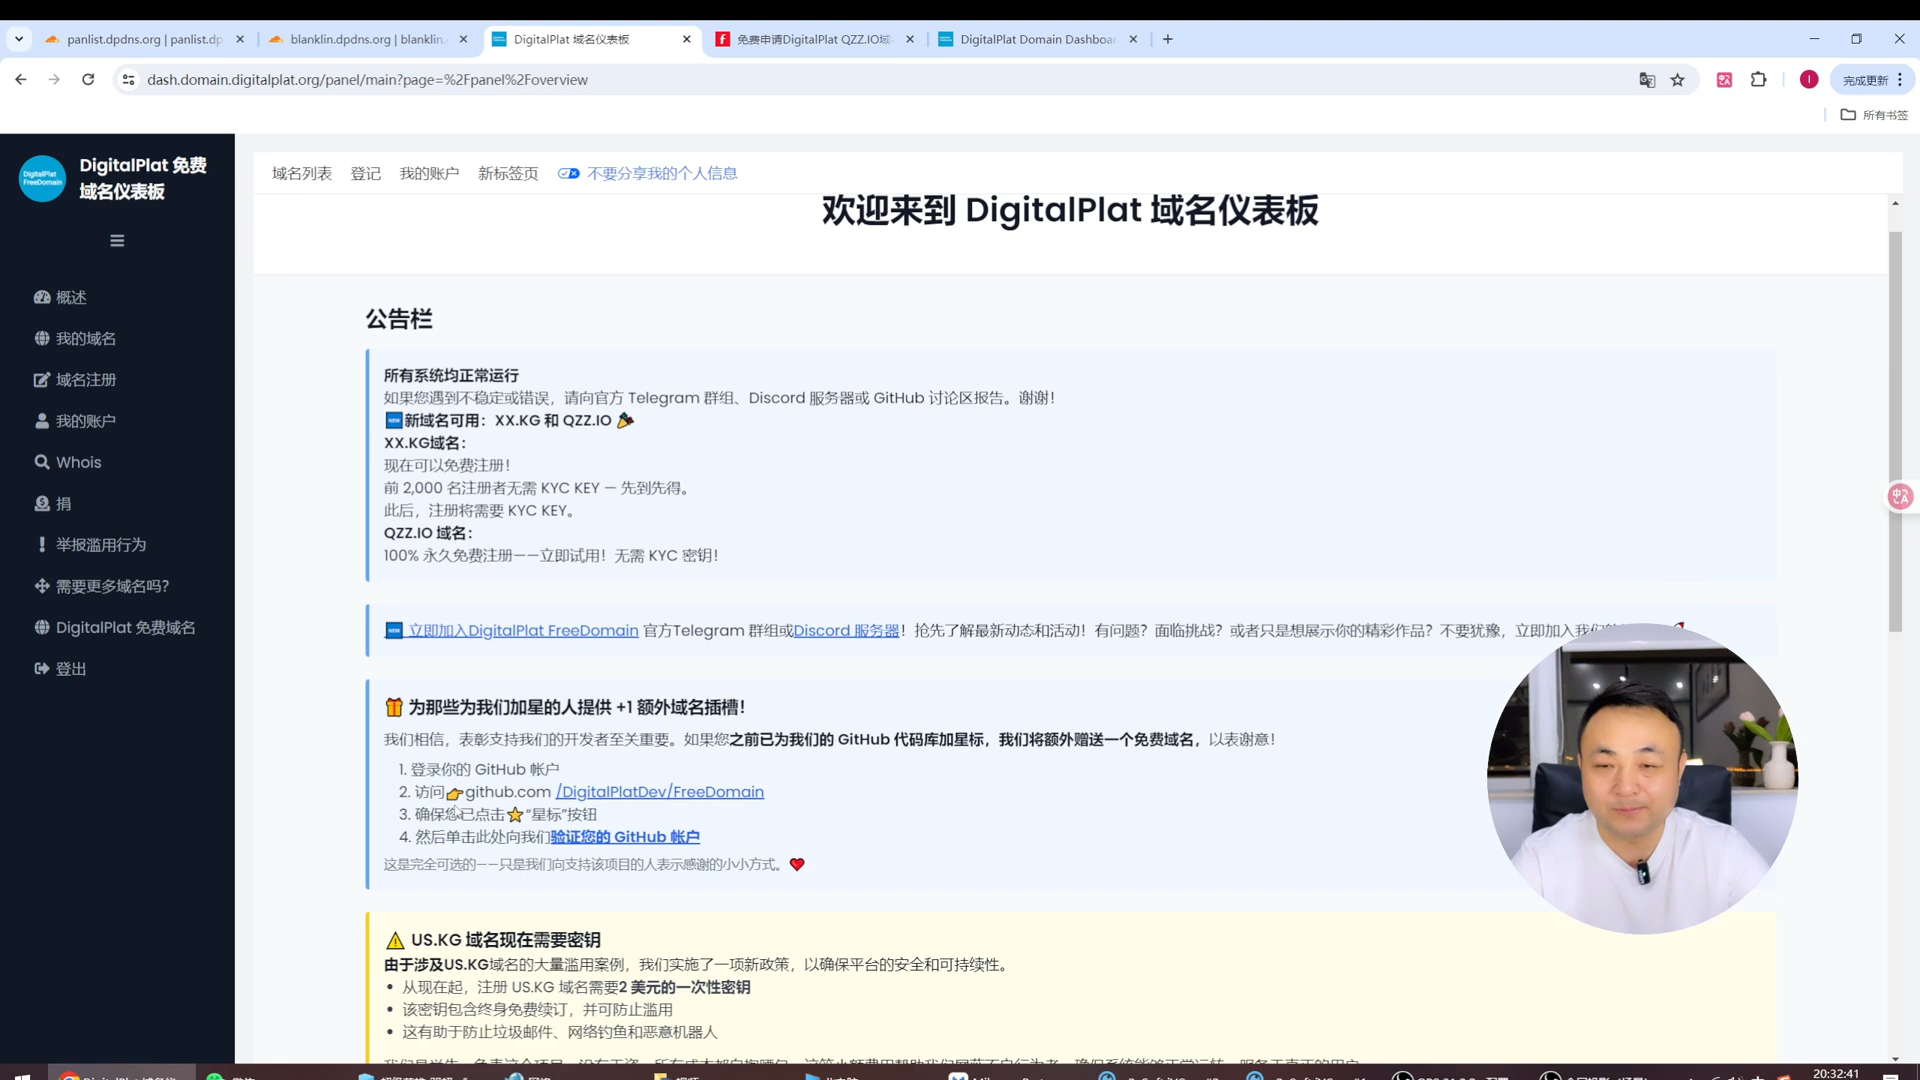 panlist.dpdns.org | panlist.dp
blanklin.dpdns.org | blanklin.
DigitalPlat 域名仪表板
免费申请DigitalPlat QZZ.IO域
DigitalPlat Domain Dashboar
dash.domain.digitalplat.org/panel/main?page=%2Fpanel%2Foverview
完成更新
所有书签
DigitalPlat 免费
域名仪表板
DigitalPlat
FreeDomain
概述
我的域名
域名注册
我的账户
Whois
捐
举报滥用行为
需要更多域名吗?
DigitalPlat 免费域名
登出
域名列表 登记 我的账户 新标签页 不要分享我的个人信息
欢迎来到 DigitalPlat 域名仪表板
公告栏
所有系统均正常运行
如果您遇到不稳定或错误，请向官方 Telegram 群组、Discord 服务器或 GitHub 讨论区报告。谢谢！
新域名可用：XX.KG 和 QZZ.IO 🎉
XX.KG域名：
现在可以免费注册！
前 2,000 名注册者无需 KYC KEY — 先到先得。
此后，注册将需要 KYC KEY。
QZZ.IO 域名：
100% 永久免费注册——立即试用！无需 KYC 密钥！
立即加入DigitalPlat FreeDomain 官方Telegram 群组或Discord 服务器！抢先了解最新动态和活动！有问题？面临挑战？或者只是想展示你的精彩作品？不要犹豫，立即加入我们
🎁 为那些为我们加星的人提供 +1 额外域名插槽！
我们相信，表彰支持我们的开发者至关重要。如果您之前已为我们的 GitHub 代码库加星标，我们将额外赠送一个免费域名，以表谢意！
1. 登录你的 GitHub 帐户
2. 访问👉github.com /DigitalPlatDev/FreeDomain
3. 确保您已点击⭐“星标”按钮
4. 然后单击此处向我们验证您的 GitHub 帐户
这是完全可选的——只是我们向支持该项目的人表示感谢的小小方式。❤️
⚠️ US.KG 域名现在需要密钥
由于涉及US.KG域名的大量滥用案例，我们实施了一项新政策，以确保平台的安全和可持续性。
• 从现在起，注册 US.KG 域名需要2 美元的一次性密钥
• 该密钥包含终身免费续订，并可防止滥用
• 这有助于防止垃圾邮件、网络钓鱼和恶意机器人
20:32:41